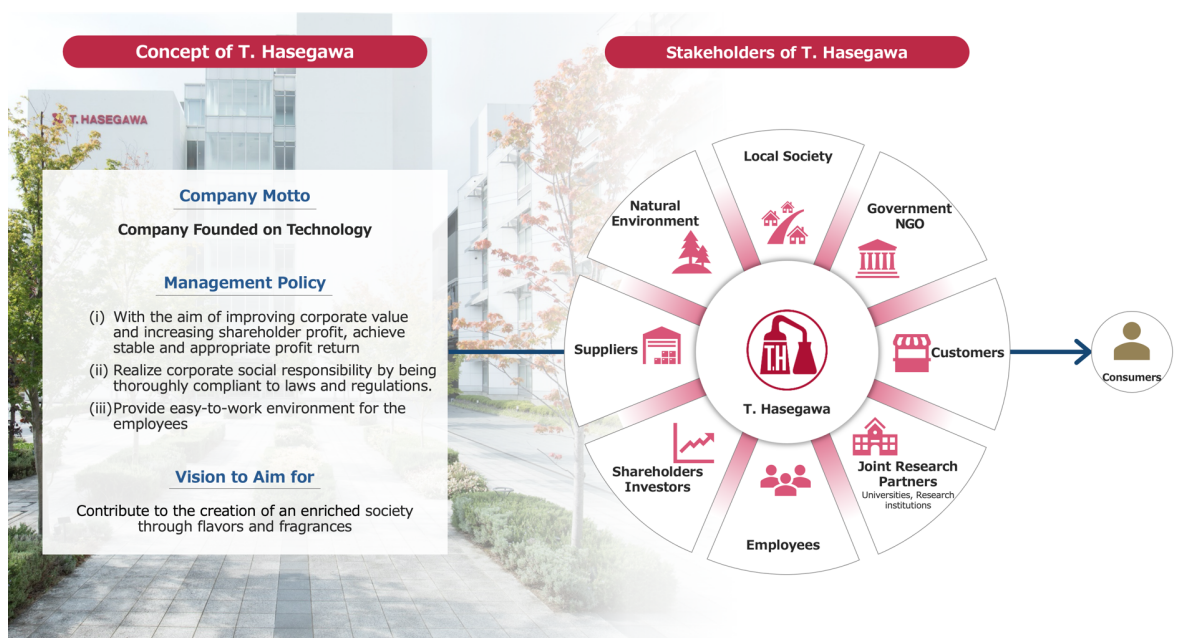 Concept of T. Hasegawa
T. HASEGAWA
Company Motto
Company Founded on Technology
Management Policy
(i) With the aim of improving corporate value
and increasing shareholder profit, achieve
stable and appropriate profit return
(ii) Realize corporate social responsibility by being
thoroughly compliant to laws and regulations.
(iii)Provide easy-to-work environment for the
employees
Vision to Aim for
Contribute to the creation of an enriched society
through flavors and fragrances
Stakeholders of T. Hasegawa
Local Society
Government
NGO
Customers
Joint Research
Partners
Universities, Research
institutions
Employees
Shareholders
Investors
Suppliers
Natural
Environment
T.H
T. Hasegawa
Consumers